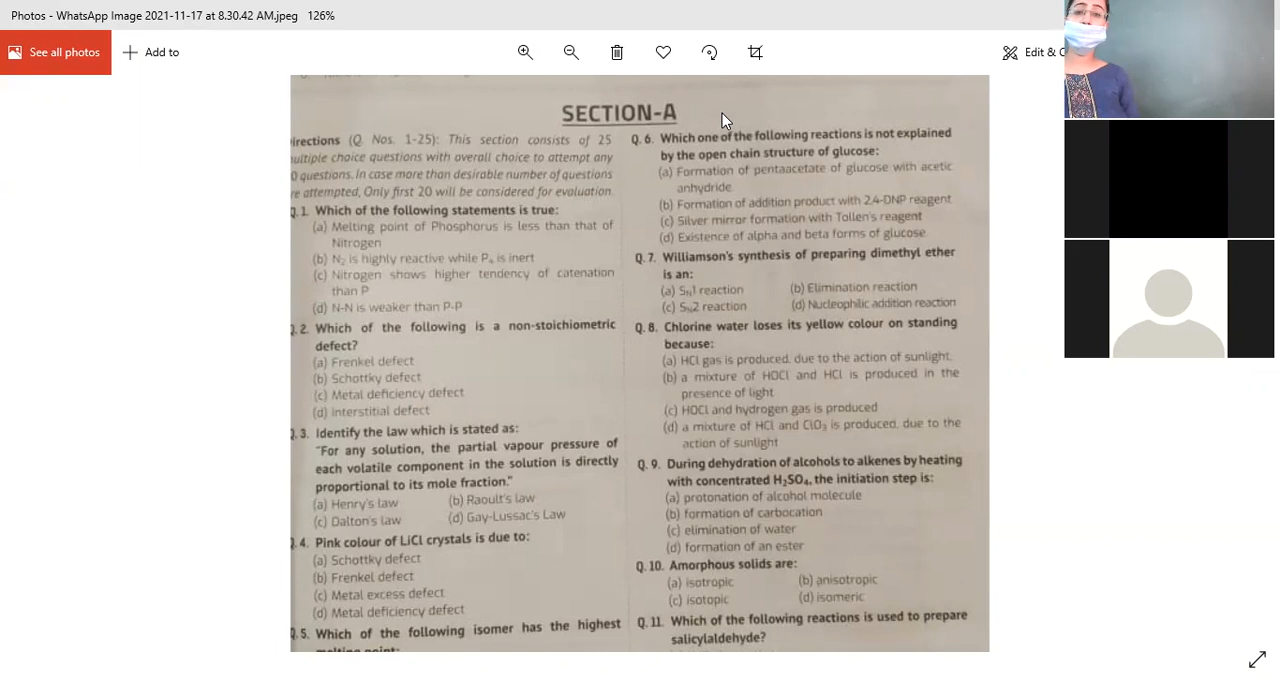 Photos - WhatsApp Image 2021-11-17 at 8.30.42 AM.jpeg 126%
See all photos
Add to
Edit & C
SECTION-A
irections (Q Nos. 1-25): This section consists of 25
ultiple choice questions with overall choice to attempt any
0 questions. In case more than desirable number of questions
re attempted, Only first 20 will be considered for evaluation.
Q.1. Which of the following statements is true:
(a) Melting point of Phosphorus is less than that of
Nitrogen
(b) N₂ is highly reactive while P₄ is inert
(c) Nitrogen shows higher tendency of catenation
than P
(d) N-N is weaker than P-P
Q.2. Which of the following is a non-stoichiometric
defect?
(a) Frenkel defect
(b) Schottky defect
(c) Metal deficiency defect
(d) interstitial defect
Q.3. Identify the law which is stated as:
"For any solution, the partial vapour pressure of
each volatile component in the solution is directly
proportional to its mole fraction."
(a) Henry's law (b) Raoult's law
(c) Dalton's law (d) Gay-Lussac's Law
Q.4. Pink colour of LiCl crystals is due to:
(a) Schottky defect
(b) Frenkel defect
(c) Metal excess defect
(d) Metal deficiency defect
Q.5. Which of the following isomer has the highest
melting point:
Q.6. Which one of the following reactions is not explained
by the open chain structure of glucose:
(a) Formation of pentaacetate of glucose with acetic
anhydride.
(b) Formation of addition product with 2,4-DNP reagent
(c) Silver mirror formation with Tollen's reagent
(d) Existence of alpha and beta forms of glucose.
Q.7. Williamson's synthesis of preparing dimethyl ether
is an:
(a) SN1 reaction (b) Elimination reaction
(c) SN2 reaction (d) Nucleophilic addition reaction
Q.8. Chlorine water loses its yellow colour on standing
because:
(a) HCl gas is produced, due to the action of sunlight.
(b) a mixture of HOCl and HCl is produced in the
presence of light
(c) HOCl and hydrogen gas is produced
(d) a mixture of HCl and ClO₃ is produced, due to the
action of sunlight
Q.9. During dehydration of alcohols to alkenes by heating
with concentrated H₂SO₄, the initiation step is:
(a) protonation of alcohol molecule
(b) formation of carbocation
(c) elimination of water
(d) formation of an ester
Q.10. Amorphous solids are:
(a) isotropic (b) anisotropic
(c) isotopic (d) isomeric
Q.11. Which of the following reactions is used to prepare
salicylaldehyde?